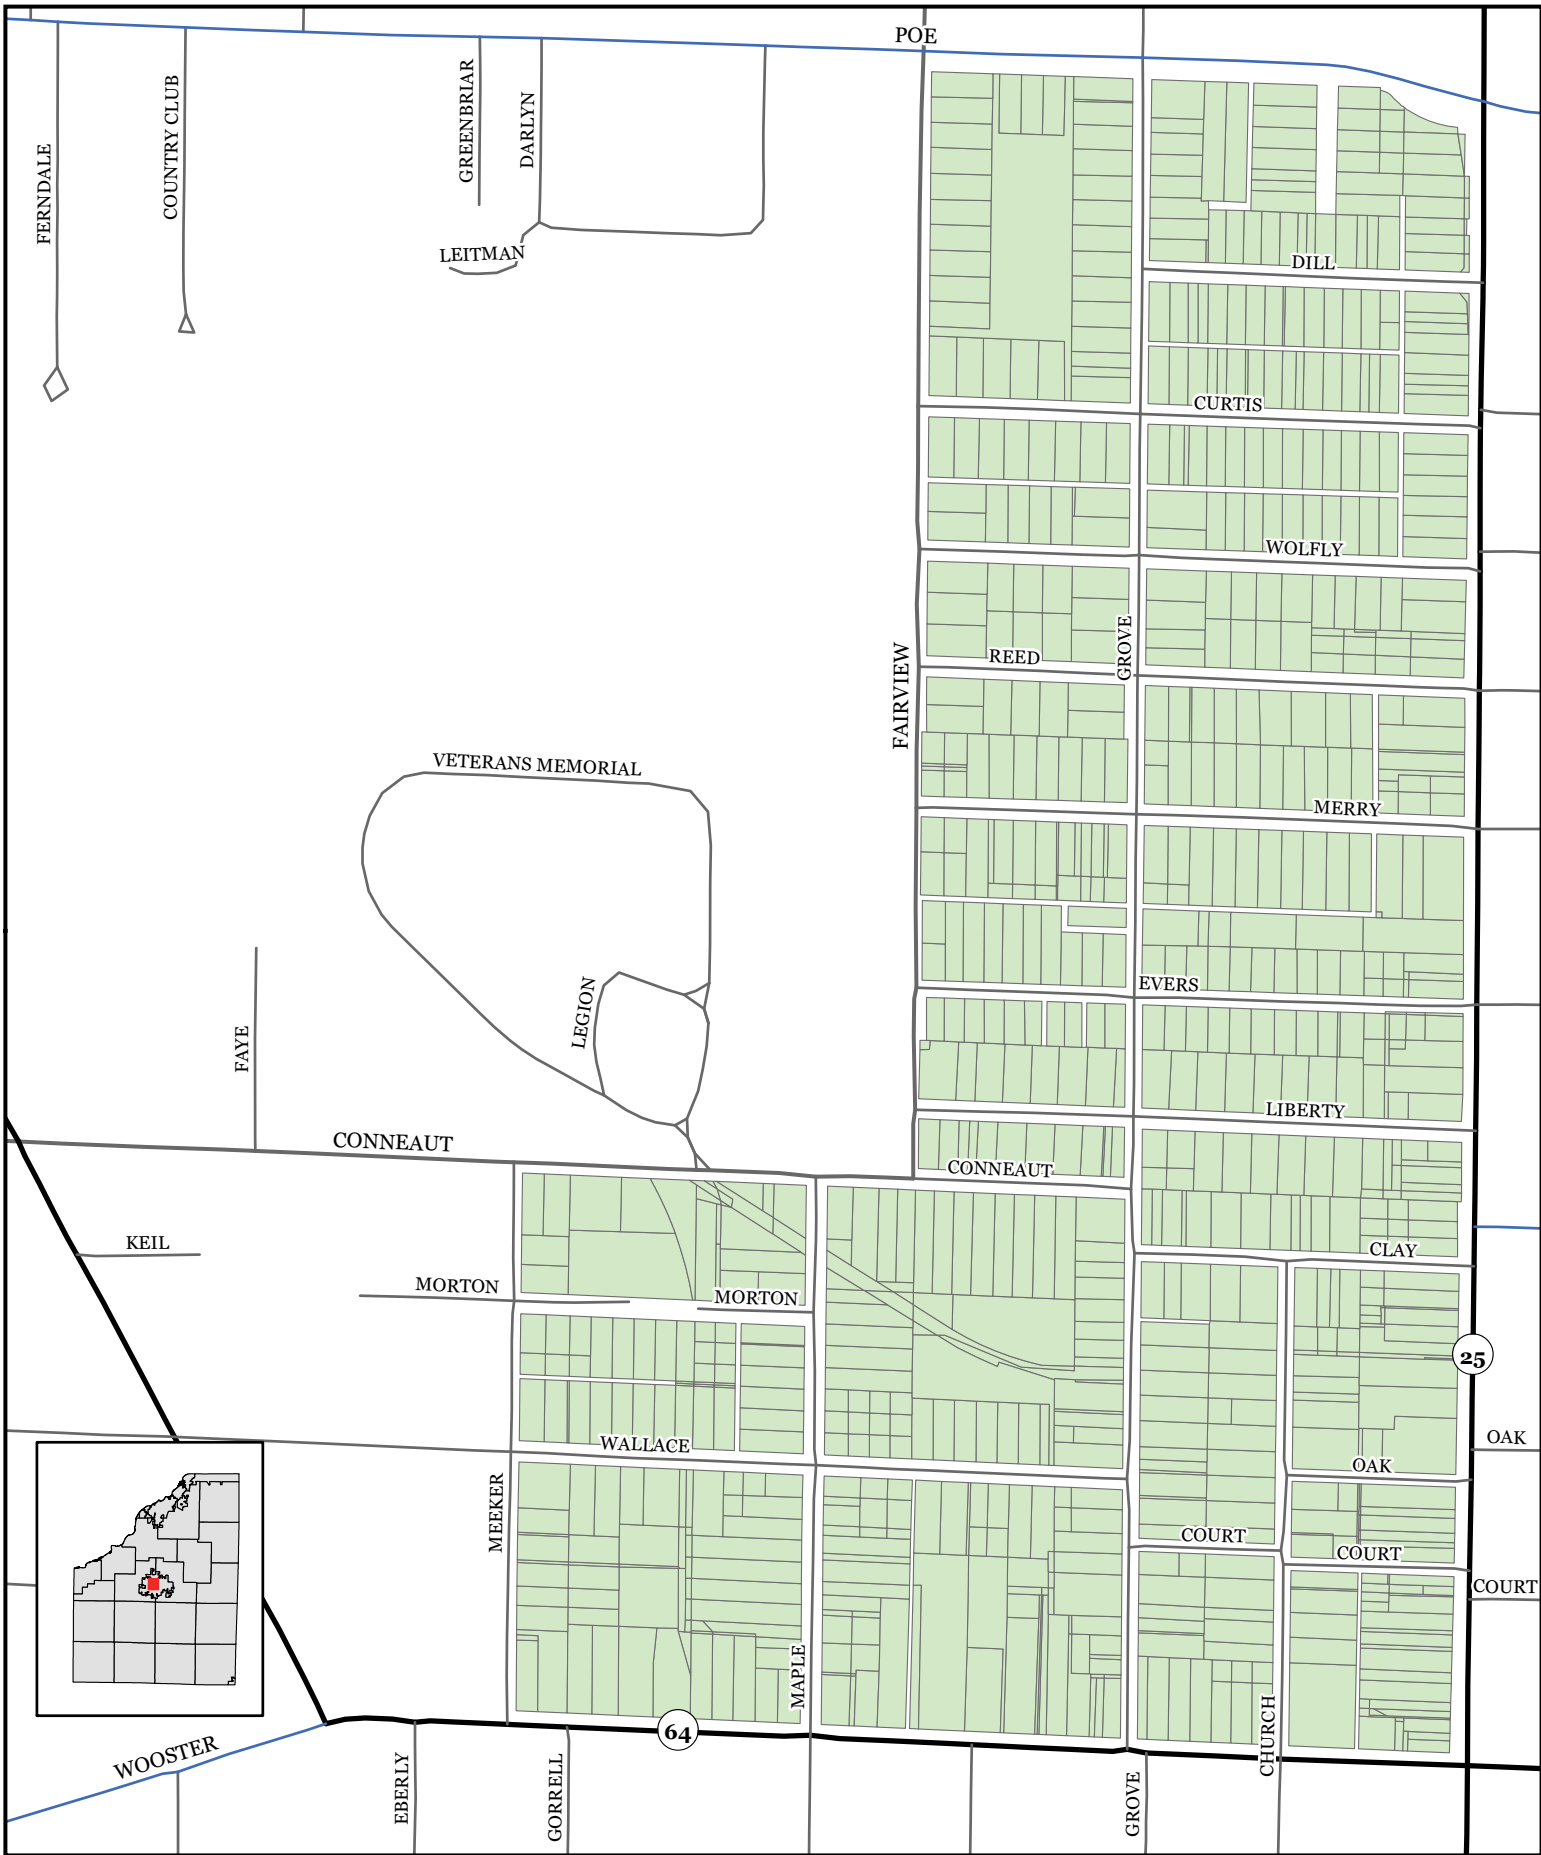 POE
FERNDALE
COUNTRY CLUB
GREENBRIAR
DARLYN
LEITMAN
DILL
CURTIS
WOLFLY
GROVE
REED
FAIRVIEW
VETERANS MEMORIAL
MERRY
LEGION
EVERS
FAYE
LIBERTY
CONNEAUT
CONNEAUT
KEIL
CLAY
MORTON
MORTON
25
WALLACE
OAK
OAK
MEEKER
COURT
COURT
COURT
MAPLE
CHURCH
64
WOOSTER
EBERLY
GORRELL
GROVE